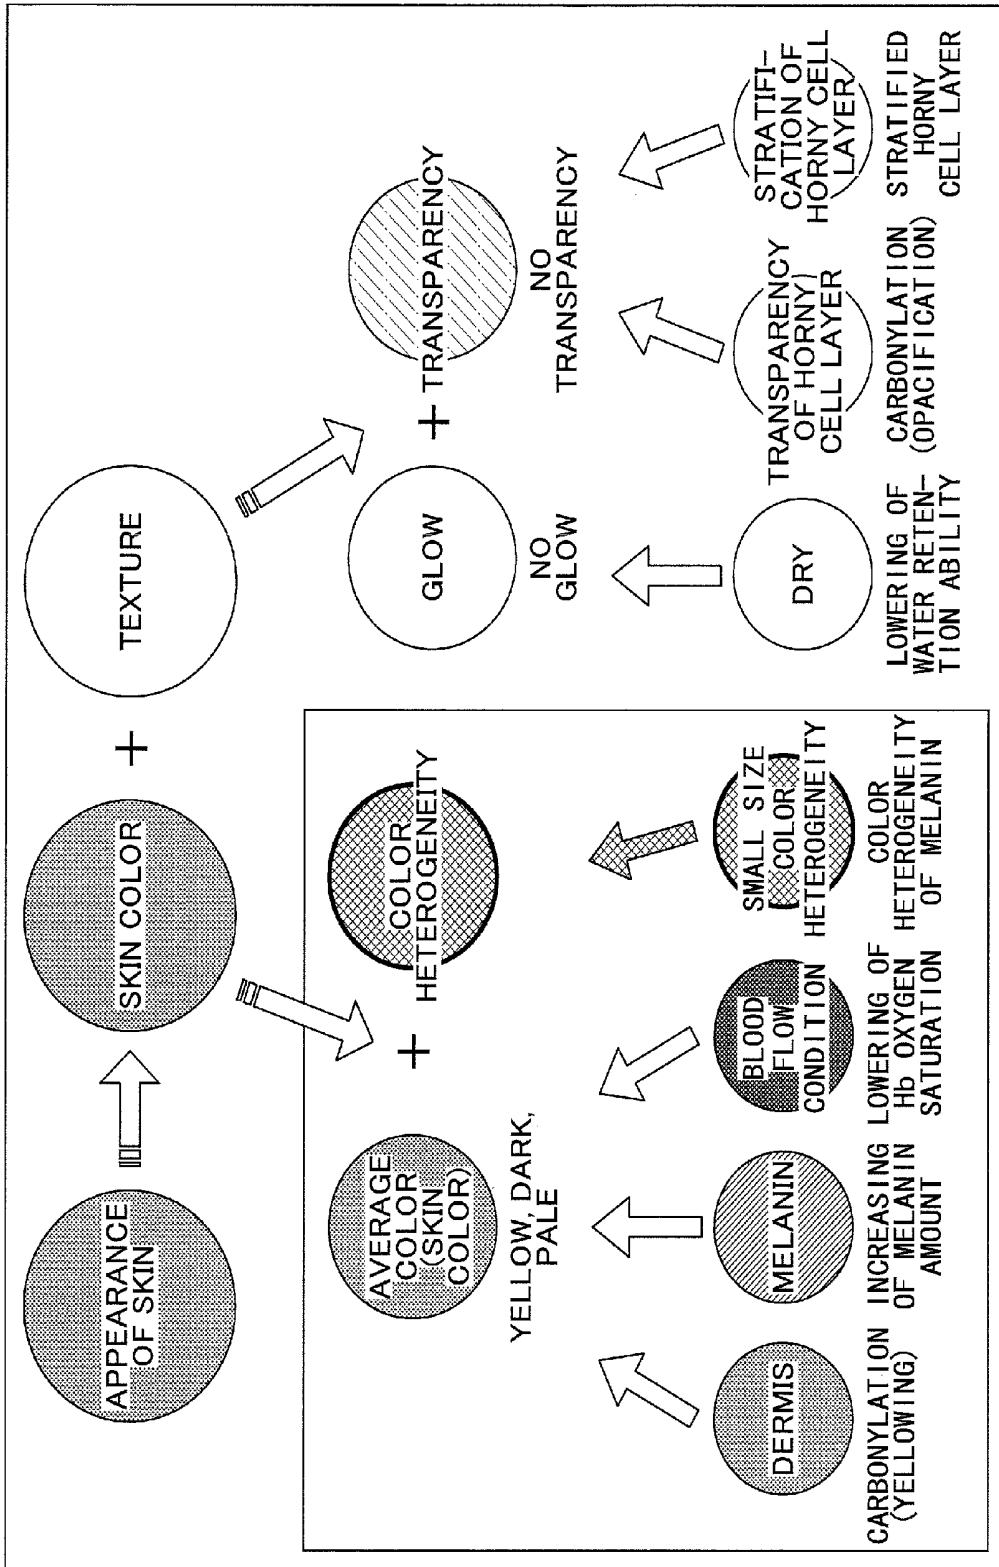 APPEARANCE
OF SKIN
SKIN COLOR
+
TEXTURE
AVERAGE
COLOR
(SKIN
COLOR)
YELLOW, DARK,
PALE
+
COLOR
HETEROGENEITY
GLOW
NO
GLOW
+
TRANSPARENCY
NO
TRANSPARENCY
DERMIS
CARBONYLATION
(YELLOWING)
MELANIN
INCREASING
OF MELANIN
AMOUNT
BLOOD
FLOW
CONDITION
LOWERING OF
Hb OXYGEN
SATURATION
SMALL SIZE
COLOR
HETEROGENEITY
COLOR
HETEROGENEITY
OF MELANIN
DRY
LOWERING OF
WATER RETEN-
TION ABILITY
TRANSPARENCY
OF HORNY)
CELL LAYER
CARBONYLATION
(OPACIFICATION)
STRATIFI-
CATION OF
HORNY CELL
LAYER
STRATIFIED
HORNY
CELL LAYER